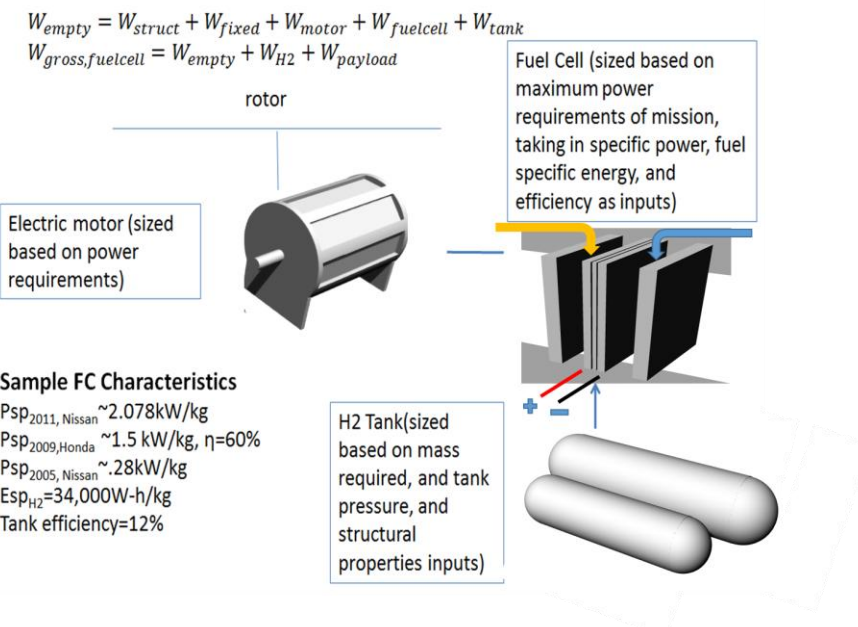 W_empty = W_struct + W_fixed + W_motor + W_fuelcell + W_tank
W_gross,fuelcell = W_empty + W_H2 + W_payload
rotor
Fuel Cell (sized based on
maximum power
requirements of mission,
taking in specific power, fuel
specific energy, and
efficiency as inputs)
Electric motor (sized
based on power
requirements)
Sample FC Characteristics
Psp2011, Nissan~2.078kW/kg
Psp2009,Honda ~1.5 kW/kg, η=60%
Psp2005, Nissan~.28kW/kg
EspH2=34,000W-h/kg
Tank efficiency=12%
+
−
H2 Tank(sized
based on mass
required, and tank
pressure, and
structural
properties inputs)